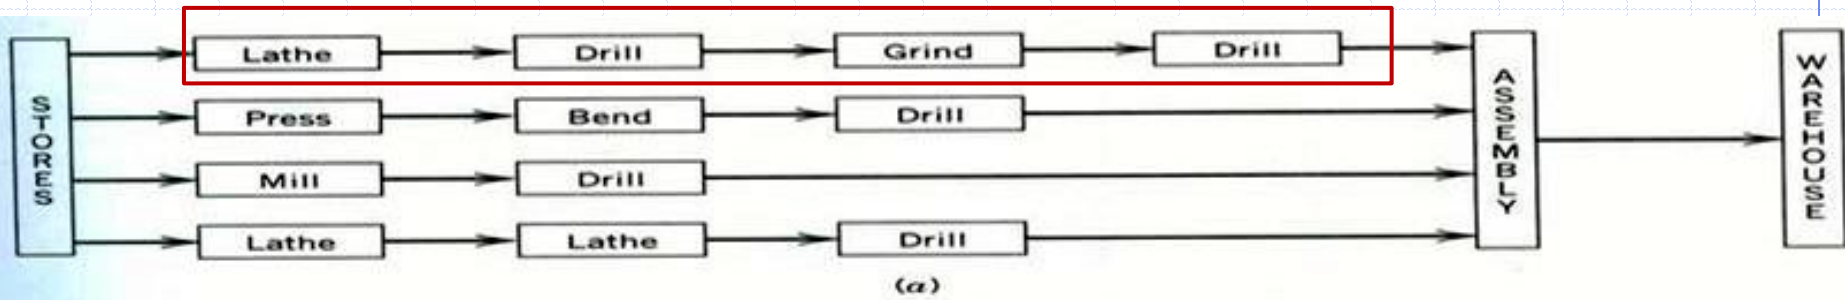 STORES
Lathe Drill Grind Drill
Press Bend Drill
Mill Drill
Lathe Lathe Drill
ASSEMBLY
WAREHOUSE
(a)